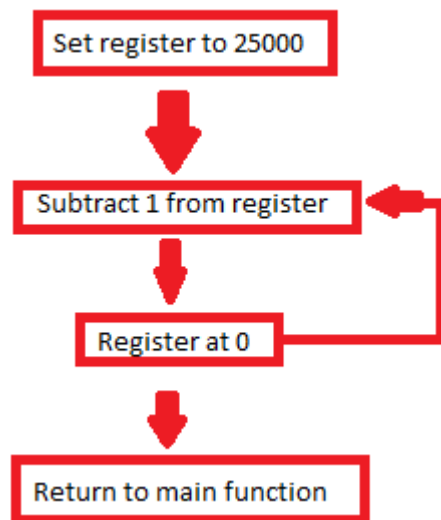 Set register to 25000
Subtract 1 from register
Register at 0
Return to main function